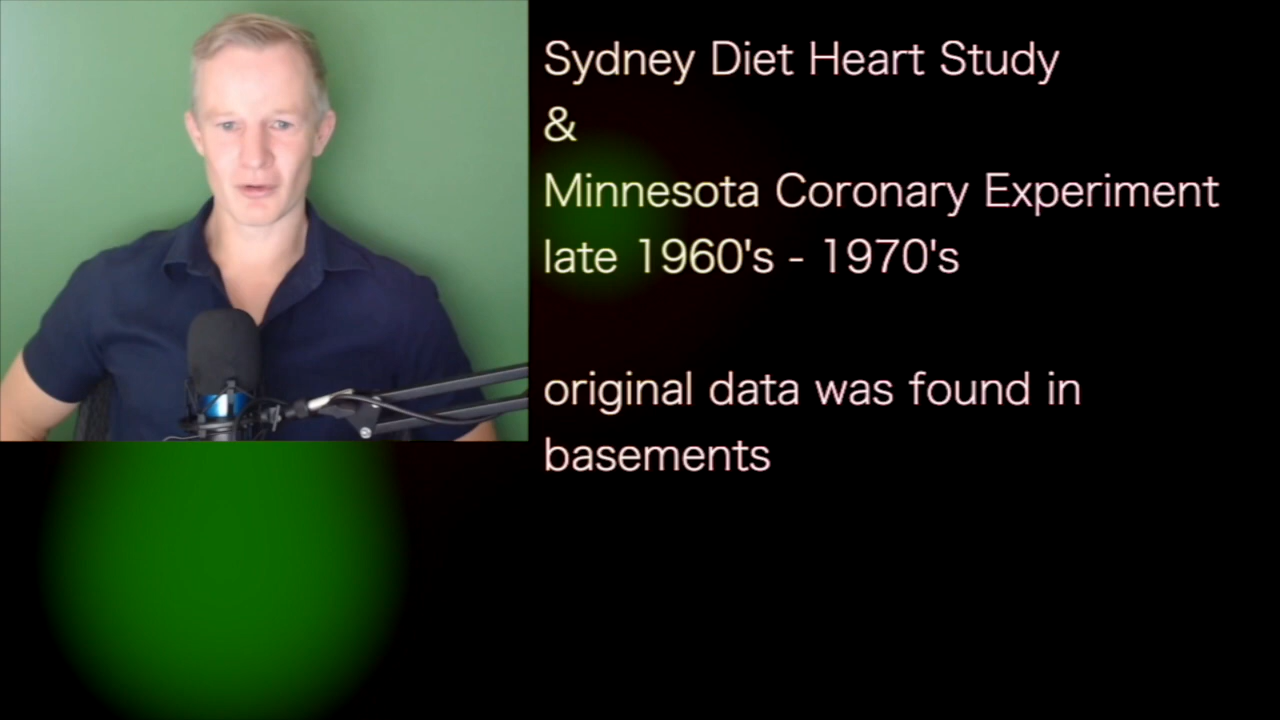 Sydney Diet Heart Study
&
Minnesota Coronary Experiment
late 1960's - 1970's
original data was found in
basements